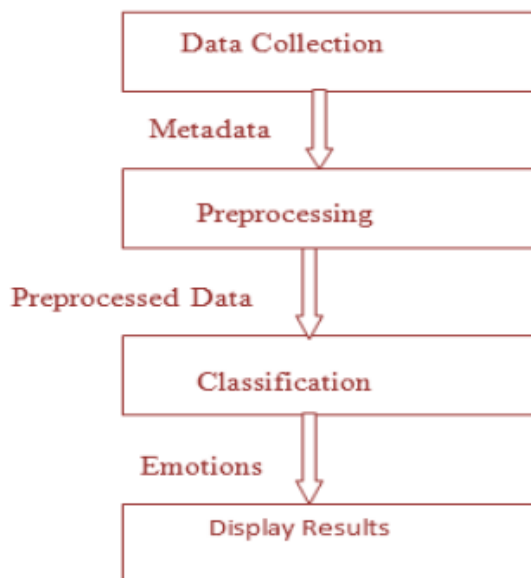 Data Collection
Metadata
Preprocessing
Preprocessed Data
Classification
Emotions
Display Results